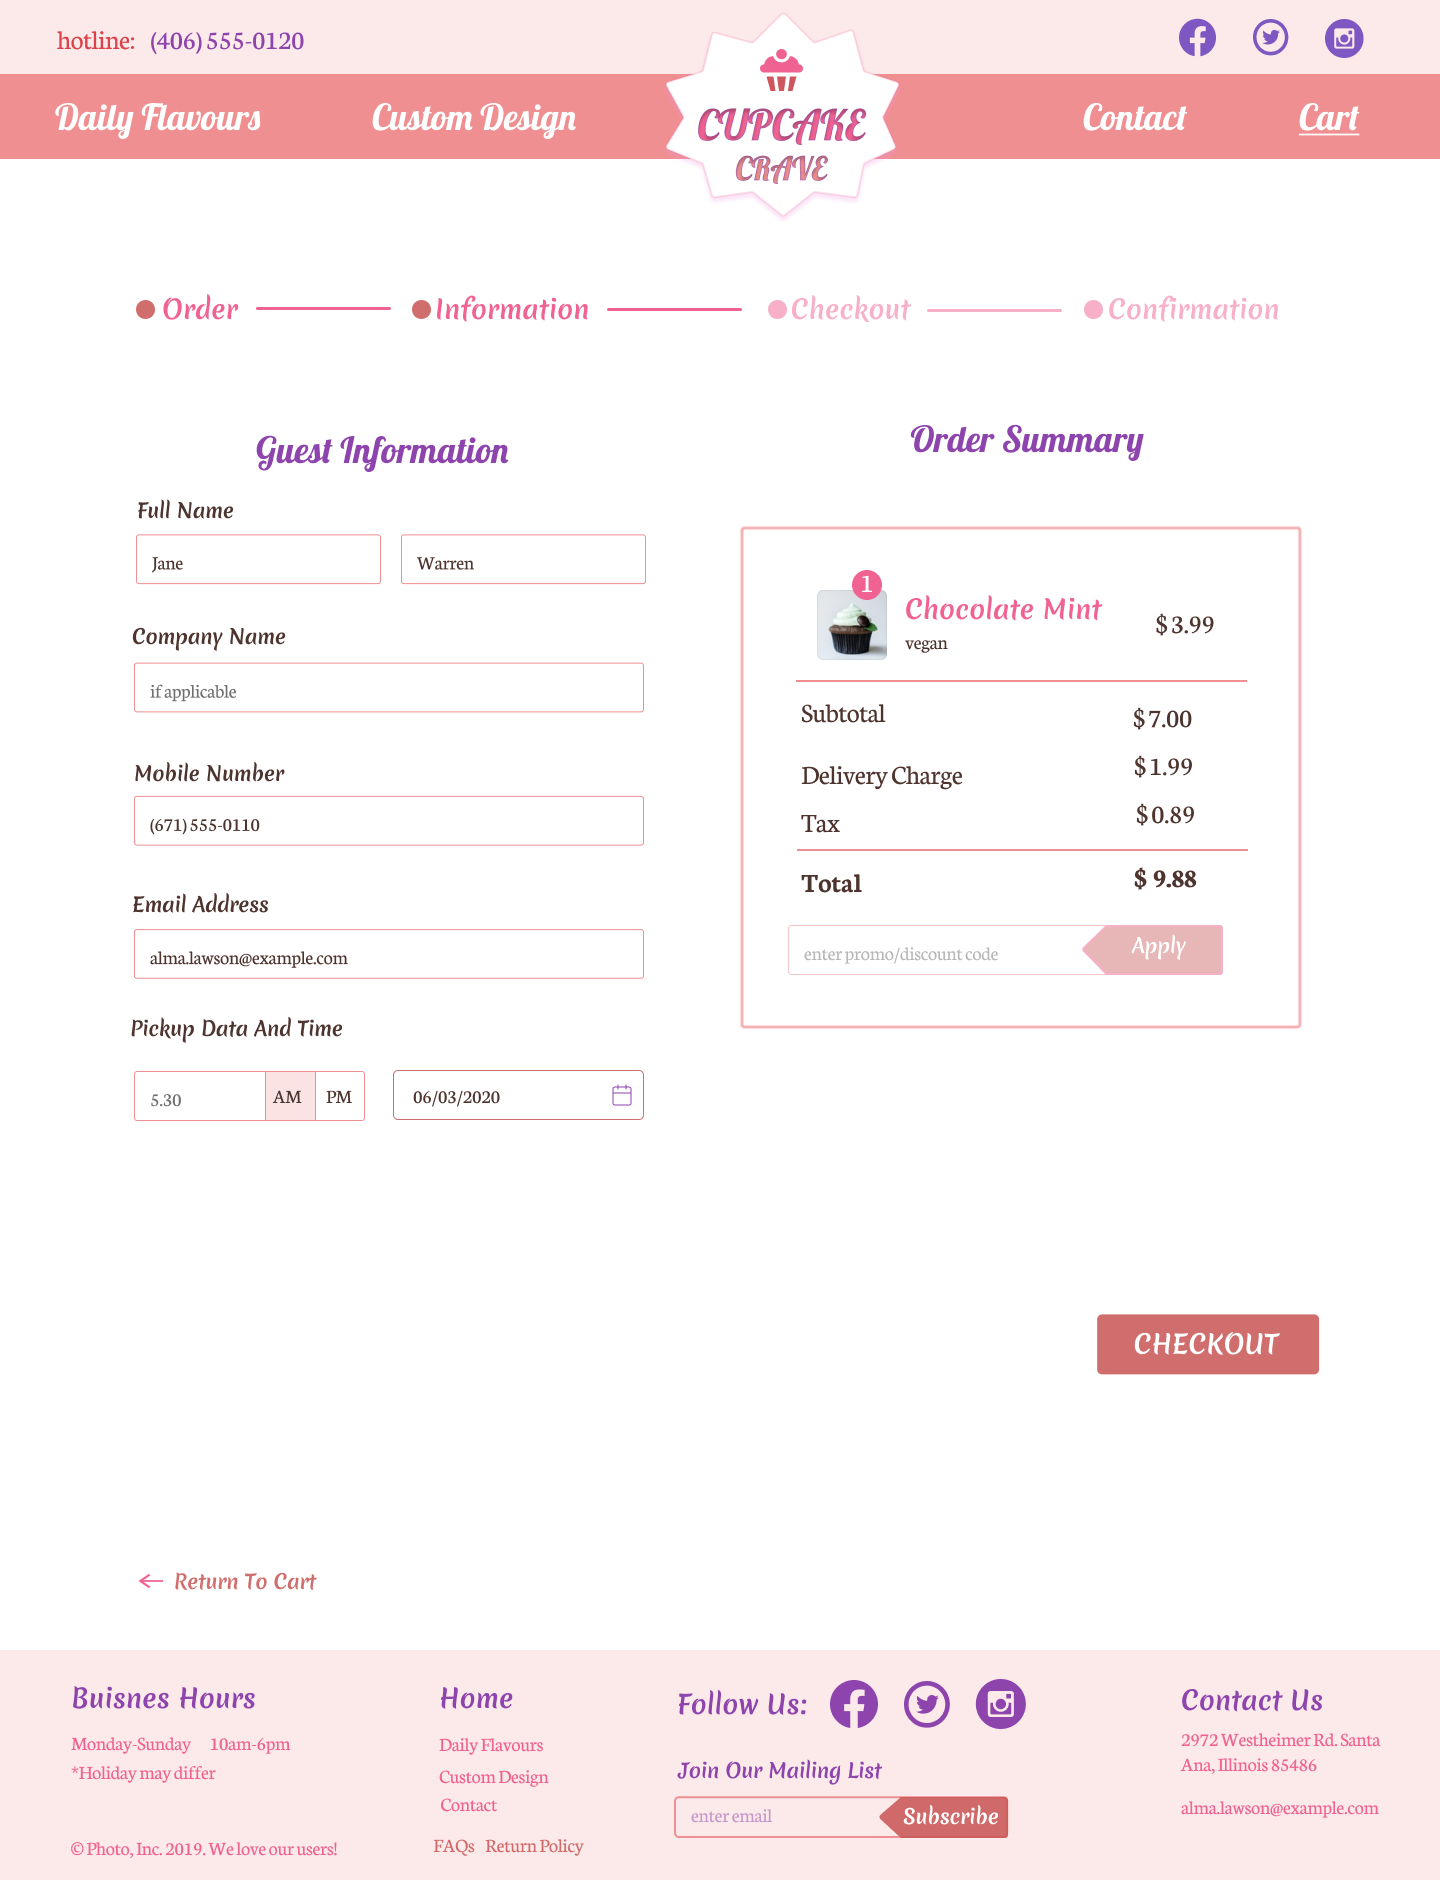 hotline: (406) 555-0120
Daily Flavours
Custom Design
CUPCAKE
CRAVE
Contact
Cart
Order
Information
Checkout
Confirmation
Guest Information
Full Name
Jane
Warren
Company Name
if applicable
Mobile Number
(671) 555-0110
Email Address
alma.lawson@example.com
Pickup Data And Time
5.30
AM
PM
06/03/2020
Order Summary
1
Chocolate Mint
vegan
$ 3.99
Subtotal
$ 7.00
Delivery Charge
$ 1.99
Tax
$ 0.89
Total
$ 9.88
enter promo/discount code
Apply
CHECKOUT
Return To Cart
Buisnes Hours
Monday-Sunday 10am-6pm
*Holiday may differ
© Photo, Inc. 2019. We love our users!
Home
Daily Flavours
Custom Design
Contact
FAQs Return Policy
Follow Us:
Join Our Mailing List
enter email
Subscribe
Contact Us
2972 Westheimer Rd. Santa
Ana, Illinois 85486
alma.lawson@example.com